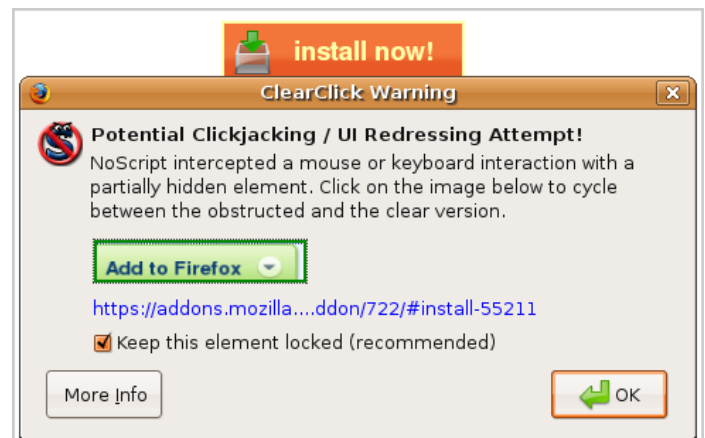 install now!
ClearClick Warning
Potential Clickjacking / UI Redressing Attempt!
NoScript intercepted a mouse or keyboard interaction with a
partially hidden element. Click on the image below to cycle
between the obstructed and the clear version.
Add to Firefox
https://addons.mozilla....ddon/722/#install-55211
Keep this element locked (recommended)
More Info
OK